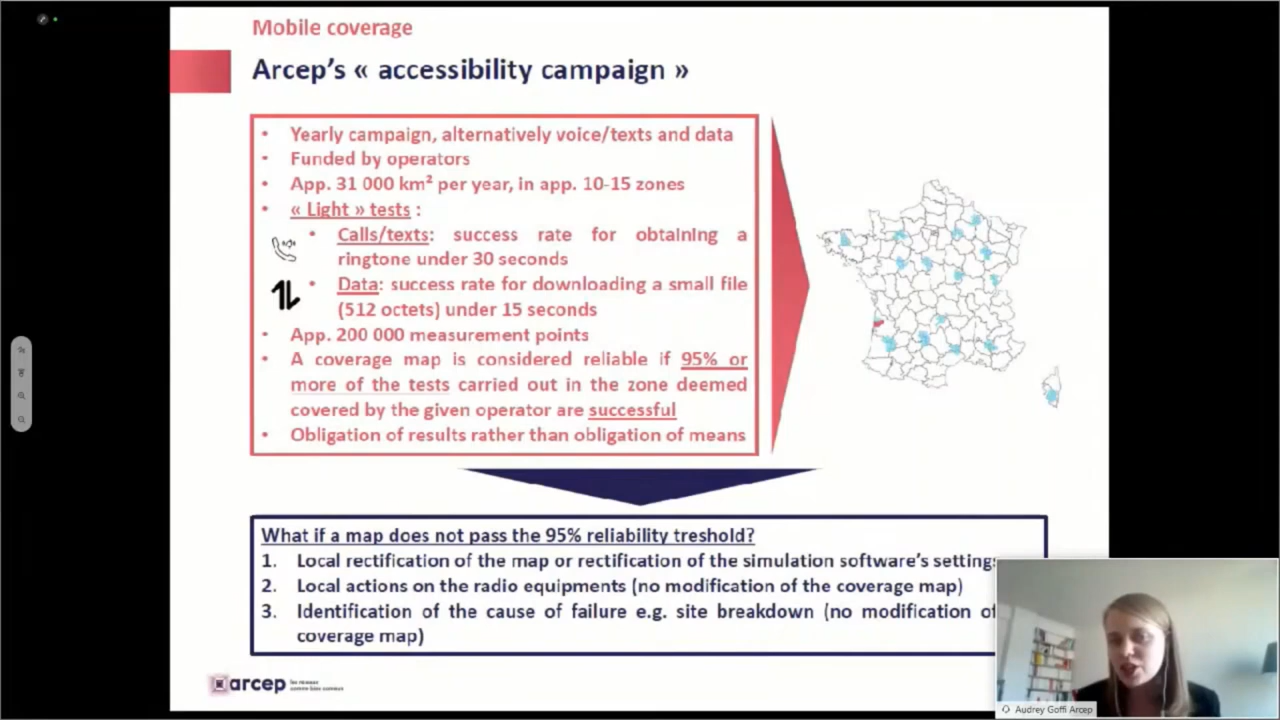 Mobile coverage
Arcep's « accessibility campaign »
• Yearly campaign, alternatively voice/texts and data
• Funded by operators
• App. 31 000 km² per year, in app. 10-15 zones
• « Light » tests :
• Calls/texts: success rate for obtaining a
ringtone under 30 seconds
• Data: success rate for downloading a small file
(512 octets) under 15 seconds
• App. 200 000 measurement points
• A coverage map is considered reliable if 95% or
more of the tests carried out in the zone deemed
covered by the given operator are successful
• Obligation of results rather than obligation of means
What if a map does not pass the 95% reliability treshold?
1. Local rectification of the map or rectification of the simulation software's settings
2. Local actions on the radio equipments (no modification of the coverage map)
3. Identification of the cause of failure e.g. site breakdown (no modification of
coverage map)
arcep
les réseaux
comme bien commun
Audrey Goffi Arcep